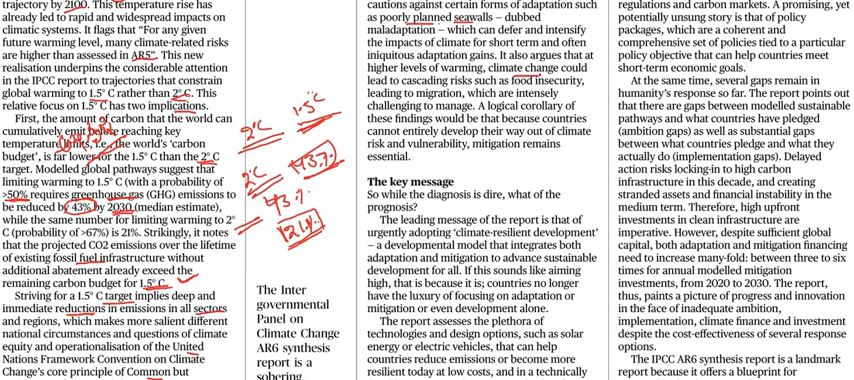 trajectory by 2100. This temperature rise has
already led to rapid and widespread impacts on
climatic systems. It flags that “For any given
future warming level, many climate-related risks
are higher than assessed in AR5”. This new
realisation underpins the considerable attention
in the IPCC report to trajectories that constrain
global warming to 1.5° C rather than 2° C. This
relative focus on 1.5° C has two implications.
First, the amount of carbon that the world can
cumulatively emit before reaching key
temperature limits, i.e., the world’s ‘carbon
budget’, is far lower for the 1.5° C than the 2° C
target. Modelled global pathways suggest that
limiting warming to 1.5° C (with a probability of
>50% requires greenhouse gas (GHG) emissions to
be reduced by 43% by 2030 (median estimate),
while the same number for limiting warming to 2°
C (probability of >67%) is 21%. Strikingly, it notes
that the projected CO2 emissions over the lifetime
of existing fossil fuel infrastructure without
additional abatement already exceed the
remaining carbon budget for 1.5° C.
Striving for a 1.5° C target implies deep and
immediate reductions in emissions in all sectors
and regions, which makes more salient different
national circumstances and questions of climate
equity and operationalisation of the United
Nations Framework Convention on Climate
Change’s core principle of Common but
2°C
1.5°C
2°C
43%
43%
21%
The Inter
governmental
Panel on
Climate Change
AR6 synthesis
report is a
sobering
cautions against certain forms of adaptation such
as poorly planned seawalls – dubbed
maladaptation – which can defer and intensify
the impacts of climate for short term and often
iniquitous adaptation gains. It also argues that at
higher levels of warming, climate change could
lead to cascading risks such as food insecurity,
leading to migration, which are intensely
challenging to manage. A logical corollary of
these findings would be that because countries
cannot entirely develop their way out of climate
risk and vulnerability, mitigation remains
essential.
The key message
So while the diagnosis is dire, what of the
prognosis?
The leading message of the report is that of
urgently adopting ‘climate-resilient development’
– a developmental model that integrates both
adaptation and mitigation to advance sustainable
development for all. If this sounds like aiming
high, that is because it is; countries no longer
have the luxury of focusing on adaptation or
mitigation or even development alone.
The report assesses the plethora of
technologies and design options, such as solar
energy or electric vehicles, that can help
countries reduce emissions or become more
resilient today at low costs, and in a technically
regulations and carbon markets. A promising, yet
potentially unsung story is that of policy
packages, which are a coherent and
comprehensive set of policies tied to a particular
policy objective that can help countries meet
short-term economic goals.
At the same time, several gaps remain in
humanity’s response so far. The report points out
that there are gaps between modelled sustainable
pathways and what countries have pledged
(ambition gaps) as well as substantial gaps
between what countries pledge and what they
actually do (implementation gaps). Delayed
action risks locking-in to high carbon
infrastructure in this decade, and creating
stranded assets and financial instability in the
medium term. Therefore, high upfront
investments in clean infrastructure are
imperative. However, despite sufficient global
capital, both adaptation and mitigation financing
need to increase many-fold: between three to six
times for annual modelled mitigation
investments, from 2020 to 2030. The report,
thus, paints a picture of progress and innovation
in the face of inadequate ambition,
implementation, climate finance and investment
despite the cost-effectiveness of several response
options.
The IPCC AR6 synthesis report is a landmark
report because it offers a blueprint for